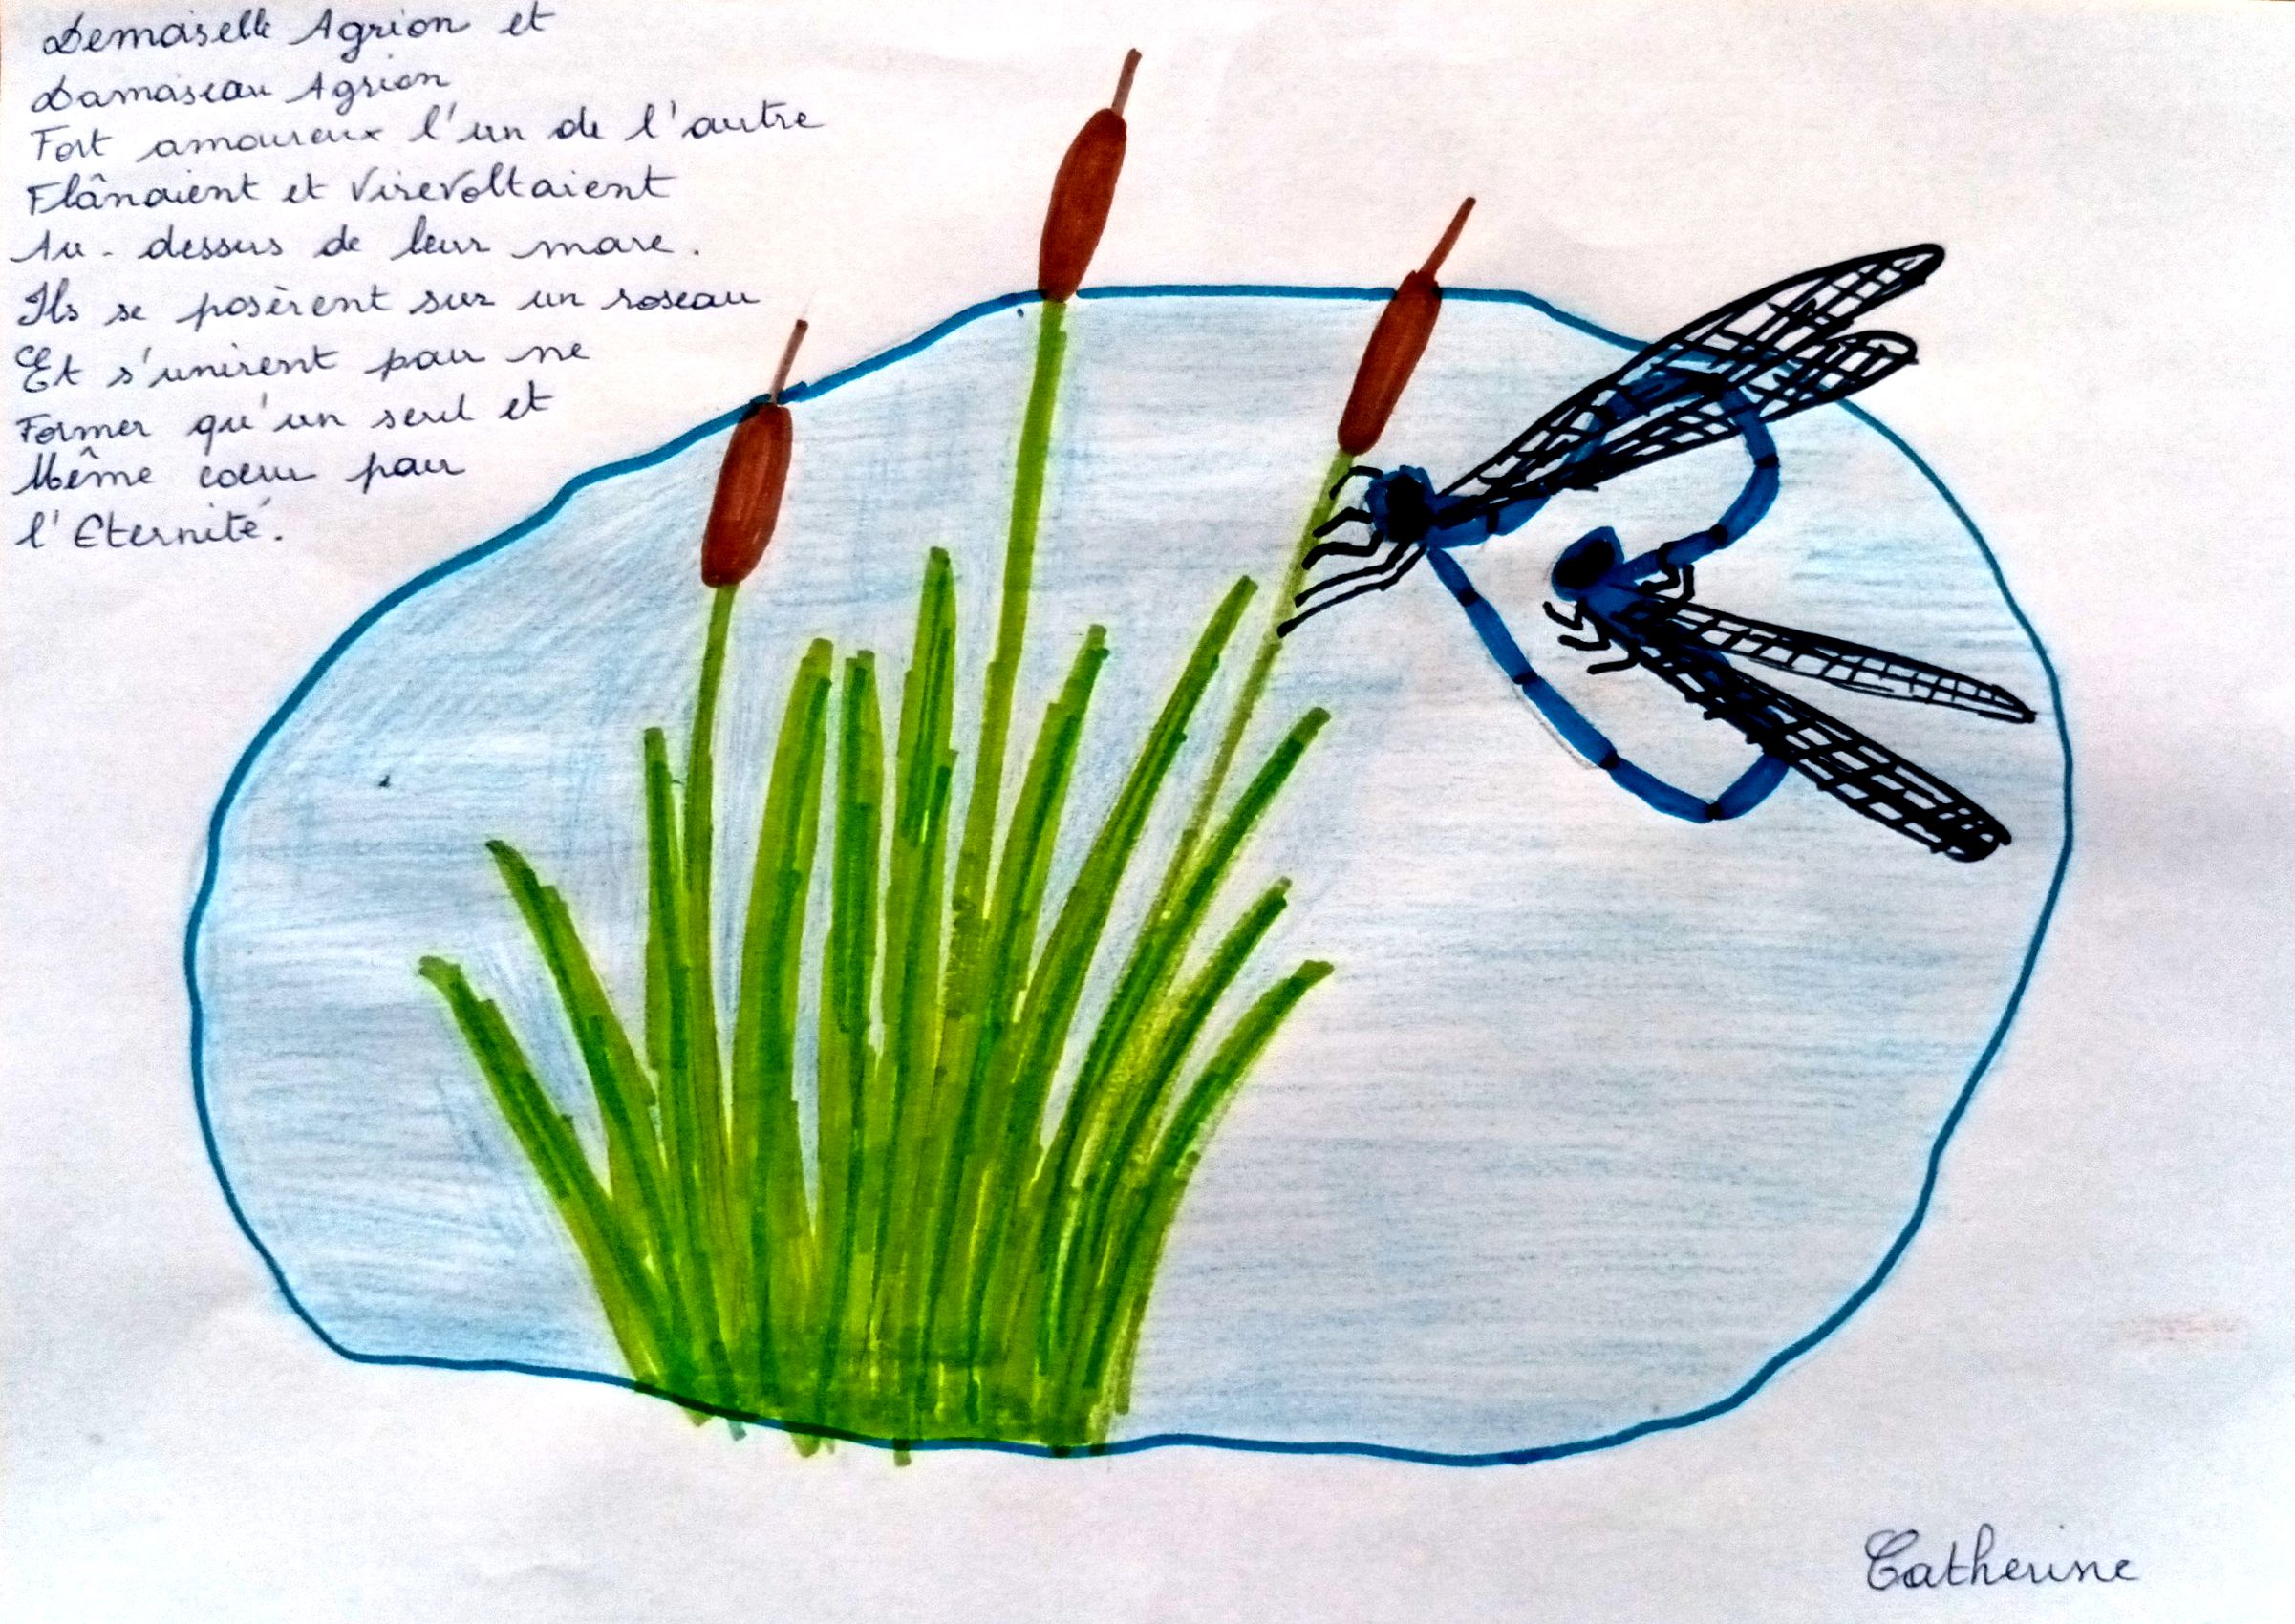 Demoiselle Agrion et
Damoiseau Agrion
Fort amoureux l'un de l'autre
Flânaient et Virevoltaient
Au-dessus de leur mare.
Ils se posèrent sur un roseau
Et s'unirent pour ne
Former qu'un seul et
Même coeur pour
l'Eternité.
Catherine